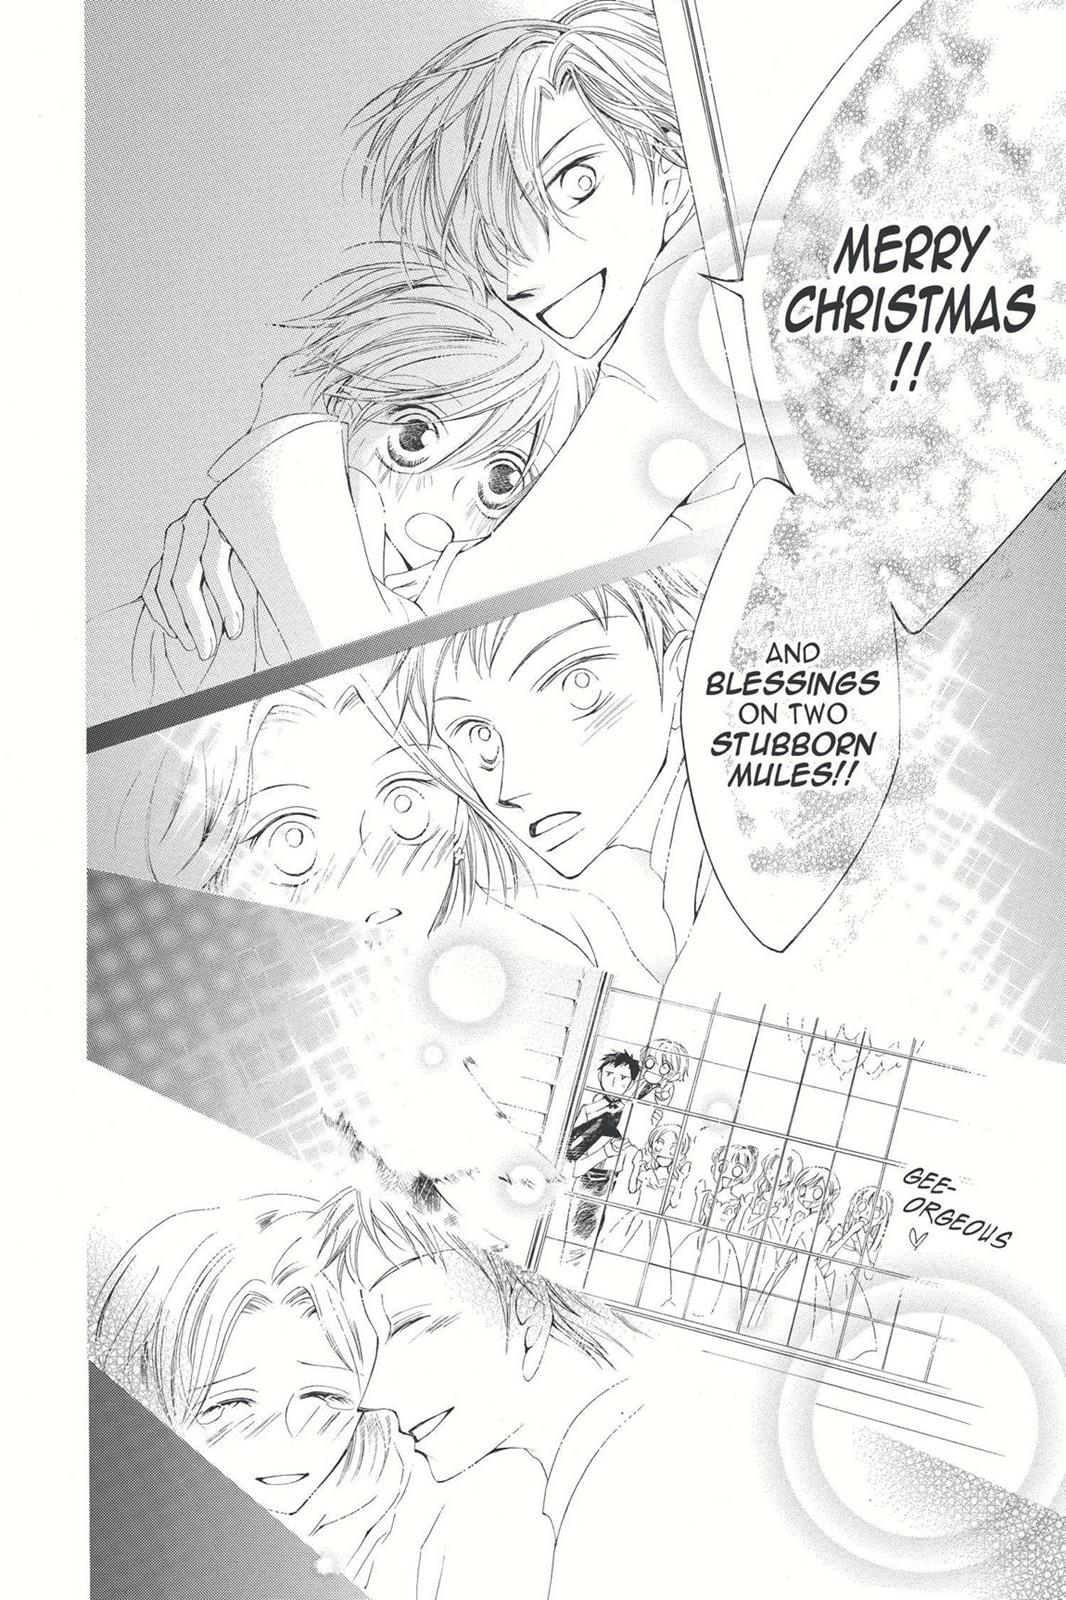 MERRY
CHRISTMAS
!!
AND
BLESSINGS
ON TWO
STUBBORN
MULES!!
GEE-
ORGEOUS